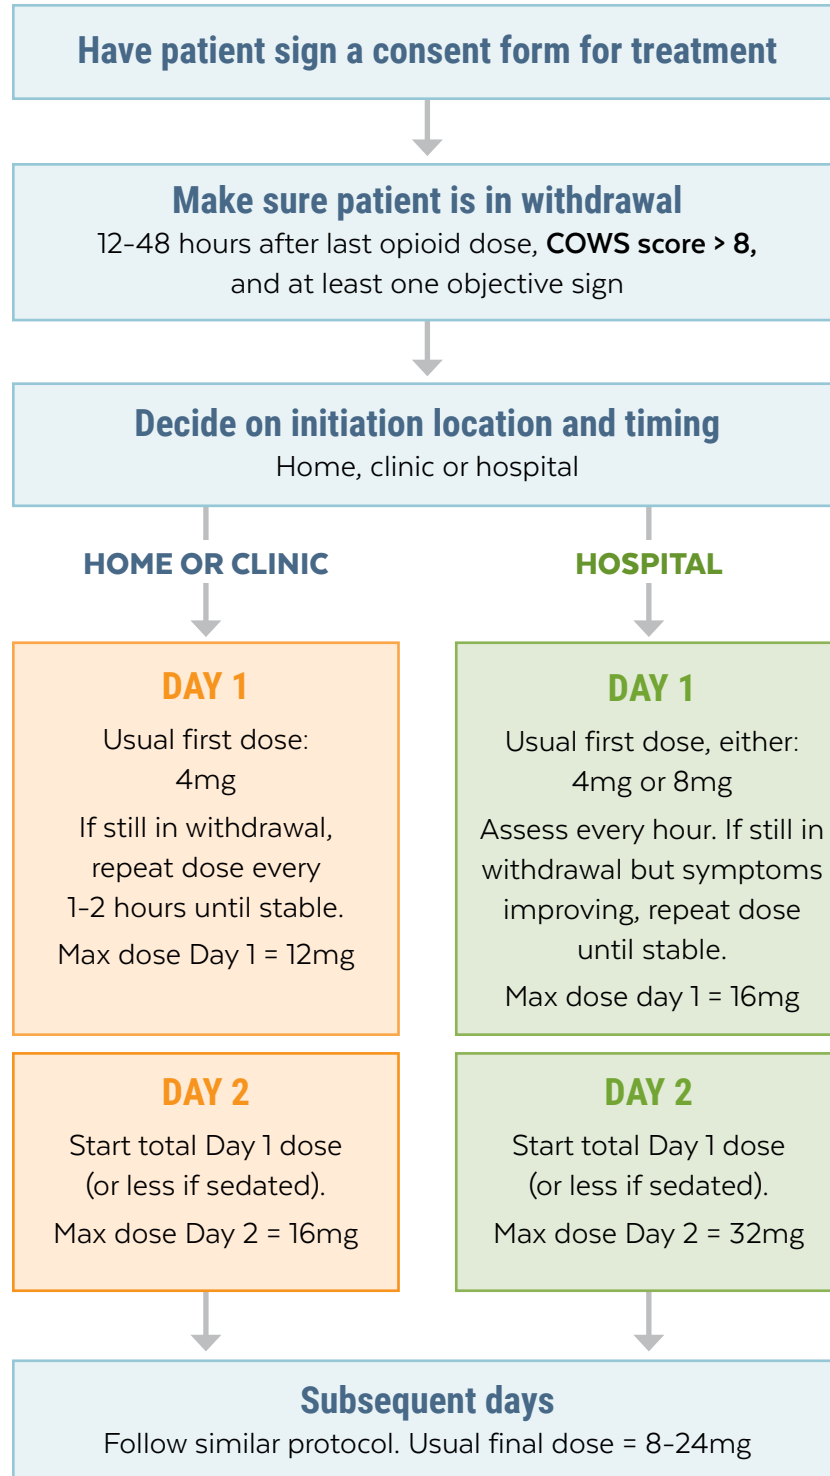 Have patient sign a consent form for treatment
Make sure patient is in withdrawal
12-48 hours after last opioid dose, COWS score > 8,
and at least one objective sign
Decide on initiation location and timing
Home, clinic or hospital
HOME OR CLINIC
DAY 1
Usual first dose:
4mg
If still in withdrawal,
repeat dose every
1-2 hours until stable.
Max dose Day 1 = 12mg
DAY 2
Start total Day 1 dose
(or less if sedated).
Max dose Day 2 = 16mg
HOSPITAL
DAY 1
Usual first dose, either:
4mg or 8mg
Assess every hour. If still in
withdrawal but symptoms
improving, repeat dose
until stable.
Max dose day 1 = 16mg
DAY 2
Start total Day 1 dose
(or less if sedated).
Max dose Day 2 = 32mg
Subsequent days
Follow similar protocol. Usual final dose = 8-24mg